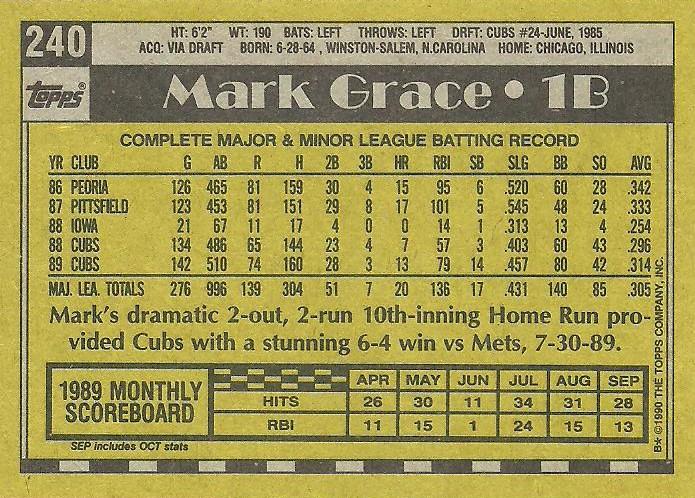 240
HT: 6'2" WT: 190 BATS: LEFT THROWS: LEFT DRFT: CUBS #24-JUNE, 1985
ACQ: VIA DRAFT BORN: 6-28-64, WINSTON-SALEM, N.CAROLINA HOME: CHICAGO, ILLINOIS
topps®
Mark Grace • 1B
COMPLETE MAJOR & MINOR LEAGUE BATTING RECORD
YR CLUB G AB R H 2B 3B HR RBI SB SLG BB SO AVG
86 PEORIA 126 465 81 159 30 4 15 95 6 .520 60 28 .342
87 PITTSFIELD 123 453 81 151 29 8 17 101 5 .545 48 24 .333
88 IOWA 21 67 11 17 4 0 0 14 1 .313 13 4 .254
88 CUBS 134 486 65 144 23 4 7 57 3 .403 60 43 .296
89 CUBS 142 510 74 160 28 3 13 79 14 .457 80 42 .314
MAJ. LEA. TOTALS 276 996 139 304 51 7 20 136 17 .431 140 85 .305
Mark's dramatic 2-out, 2-run 10th-inning Home Run pro-
vided Cubs with a stunning 6-4 win vs Mets, 7-30-89.
1989 MONTHLY
SCOREBOARD
APR MAY JUN JUL AUG SEP
HITS 26 30 11 34 31 28
RBI 11 15 1 24 15 13
SEP includes OCT stats
B* ©1990 THE TOPPS COMPANY, INC.